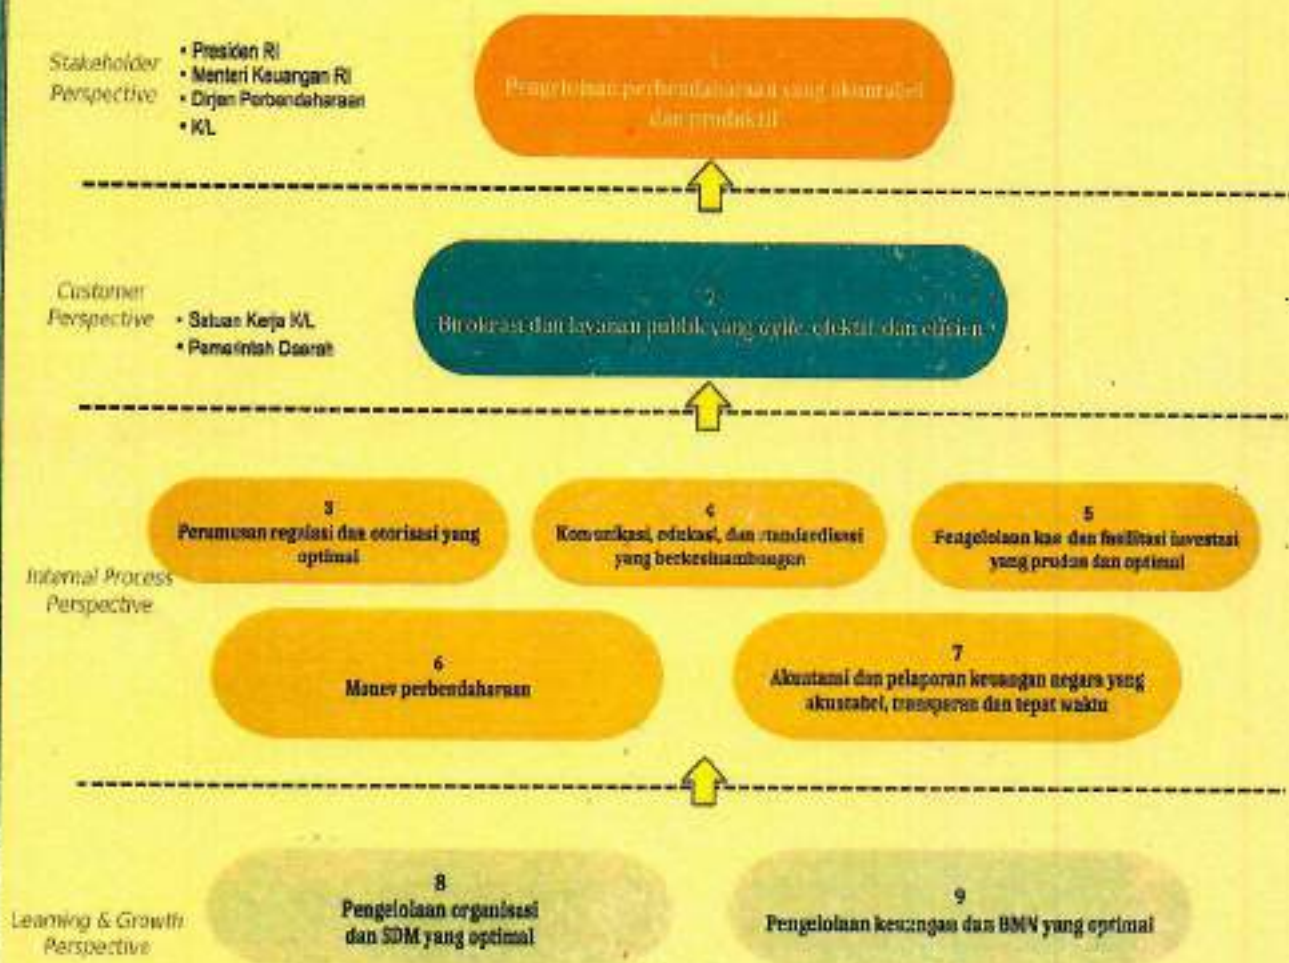 Stakeholder
Perspective
• Presiden RI
• Menteri Keuangan RI
• Dirjen Perbendaharaan
• K/L
1
Pengelolaan perbendaharaan yang akuntabel
dan produktif
Customer
Perspective
• Satuan Kerja K/L
• Pemerintah Daerah
2
Birokrasi dan layanan publik yang agile, efektif, dan efisien
Internal Process
Perspective
3
Perumusan regulasi dan otorisasi yang
optimal
4
Komunikasi, edukasi, dan standardisasi
yang berkesinambungan
5
Pengelolaan kas dan fasilitasi investasi
yang pruden dan optimal
6
Monev perbendaharaan
7
Akuntansi dan pelaporan keuangan negara yang
akuntabel, transparan dan tepat waktu
Learning & Growth
Perspective
8
Pengelolaan organisasi
dan SDM yang optimal
9
Pengelolaan keuangan dan BMN yang optimal